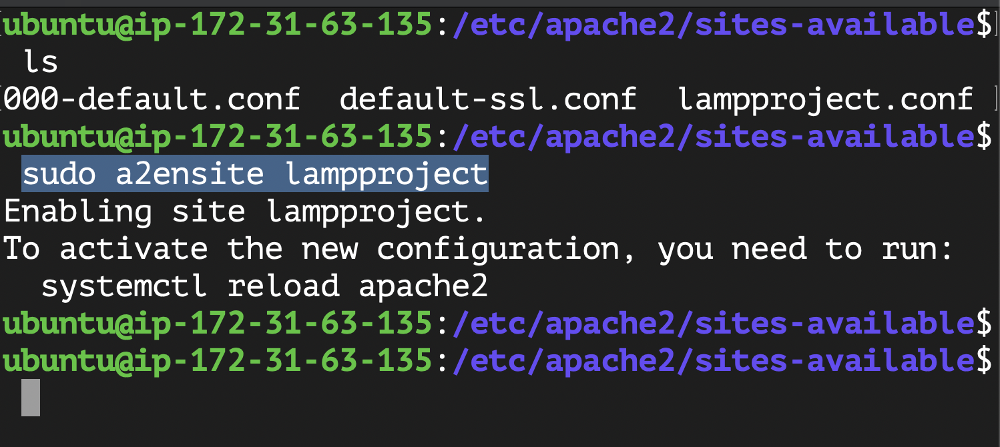 ubuntu@ip-172-31-63-135:/etc/apache2/sites-available$
ls
000-default.conf  default-ssl.conf  lampproject.conf
ubuntu@ip-172-31-63-135:/etc/apache2/sites-available$
sudo a2ensite lampproject
Enabling site lampproject.
To activate the new configuration, you need to run:
systemctl reload apache2
ubuntu@ip-172-31-63-135:/etc/apache2/sites-available$
ubuntu@ip-172-31-63-135:/etc/apache2/sites-available$